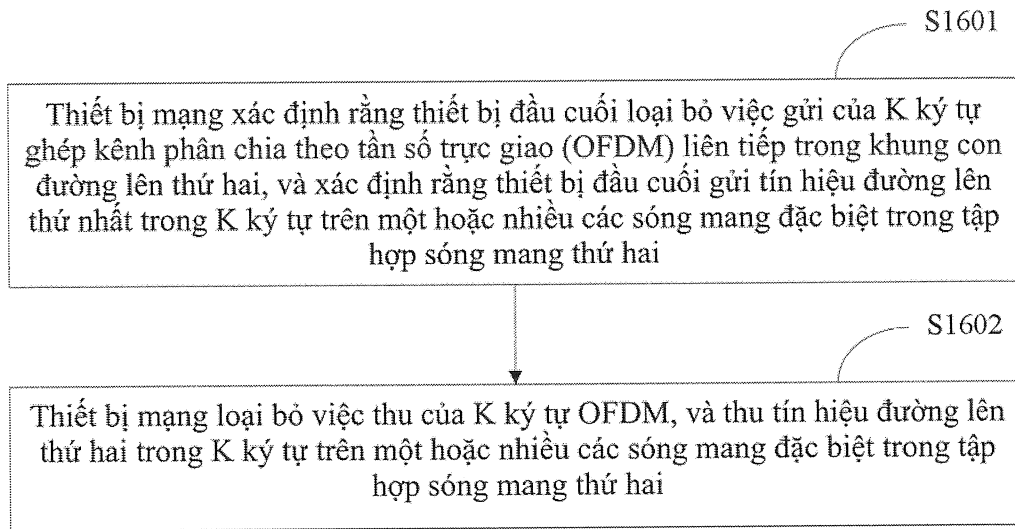 S1601
Thiết bị mạng xác định rằng thiết bị đầu cuối loại bỏ việc gửi của K ký tự
ghép kênh phân chia theo tần số trực giao (OFDM) liên tiếp trong khung con
đường lên thứ hai, và xác định rằng thiết bị đầu cuối gửi tín hiệu đường lên
thứ nhất trong K ký tự trên một hoặc nhiều các sóng mang đặc biệt trong tập
hợp sóng mang thứ hai
S1602
Thiết bị mạng loại bỏ việc thu của K ký tự OFDM, và thu tín hiệu đường lên
thứ hai trong K ký tự trên một hoặc nhiều các sóng mang đặc biệt trong tập
hợp sóng mang thứ hai